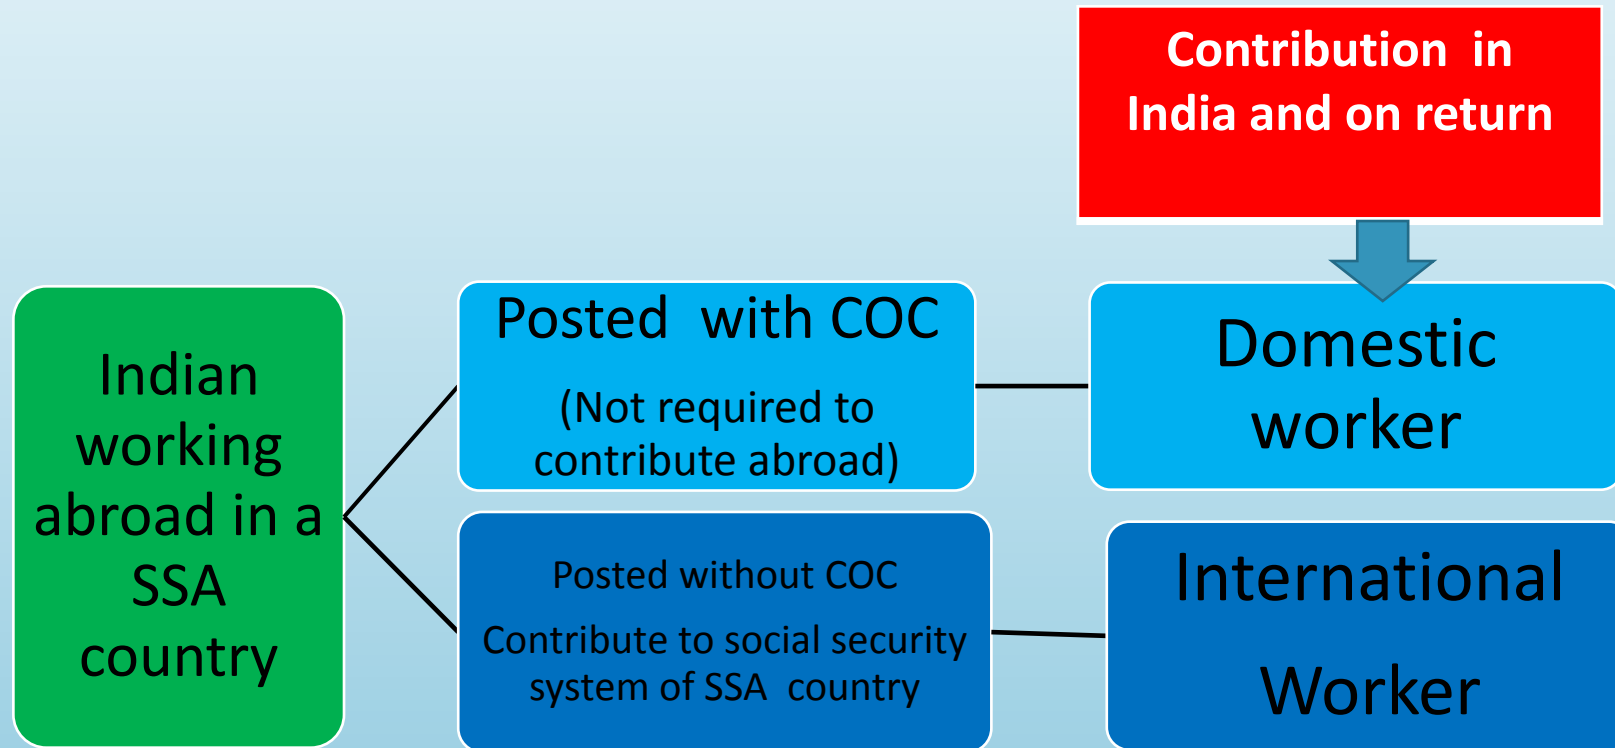 Contribution in
India and on return
Indian
working
abroad in a
SSA
country
Posted with COC
(Not required to
contribute abroad)
Domestic
worker
Posted without COC
Contribute to social security
system of SSA country
International
Worker